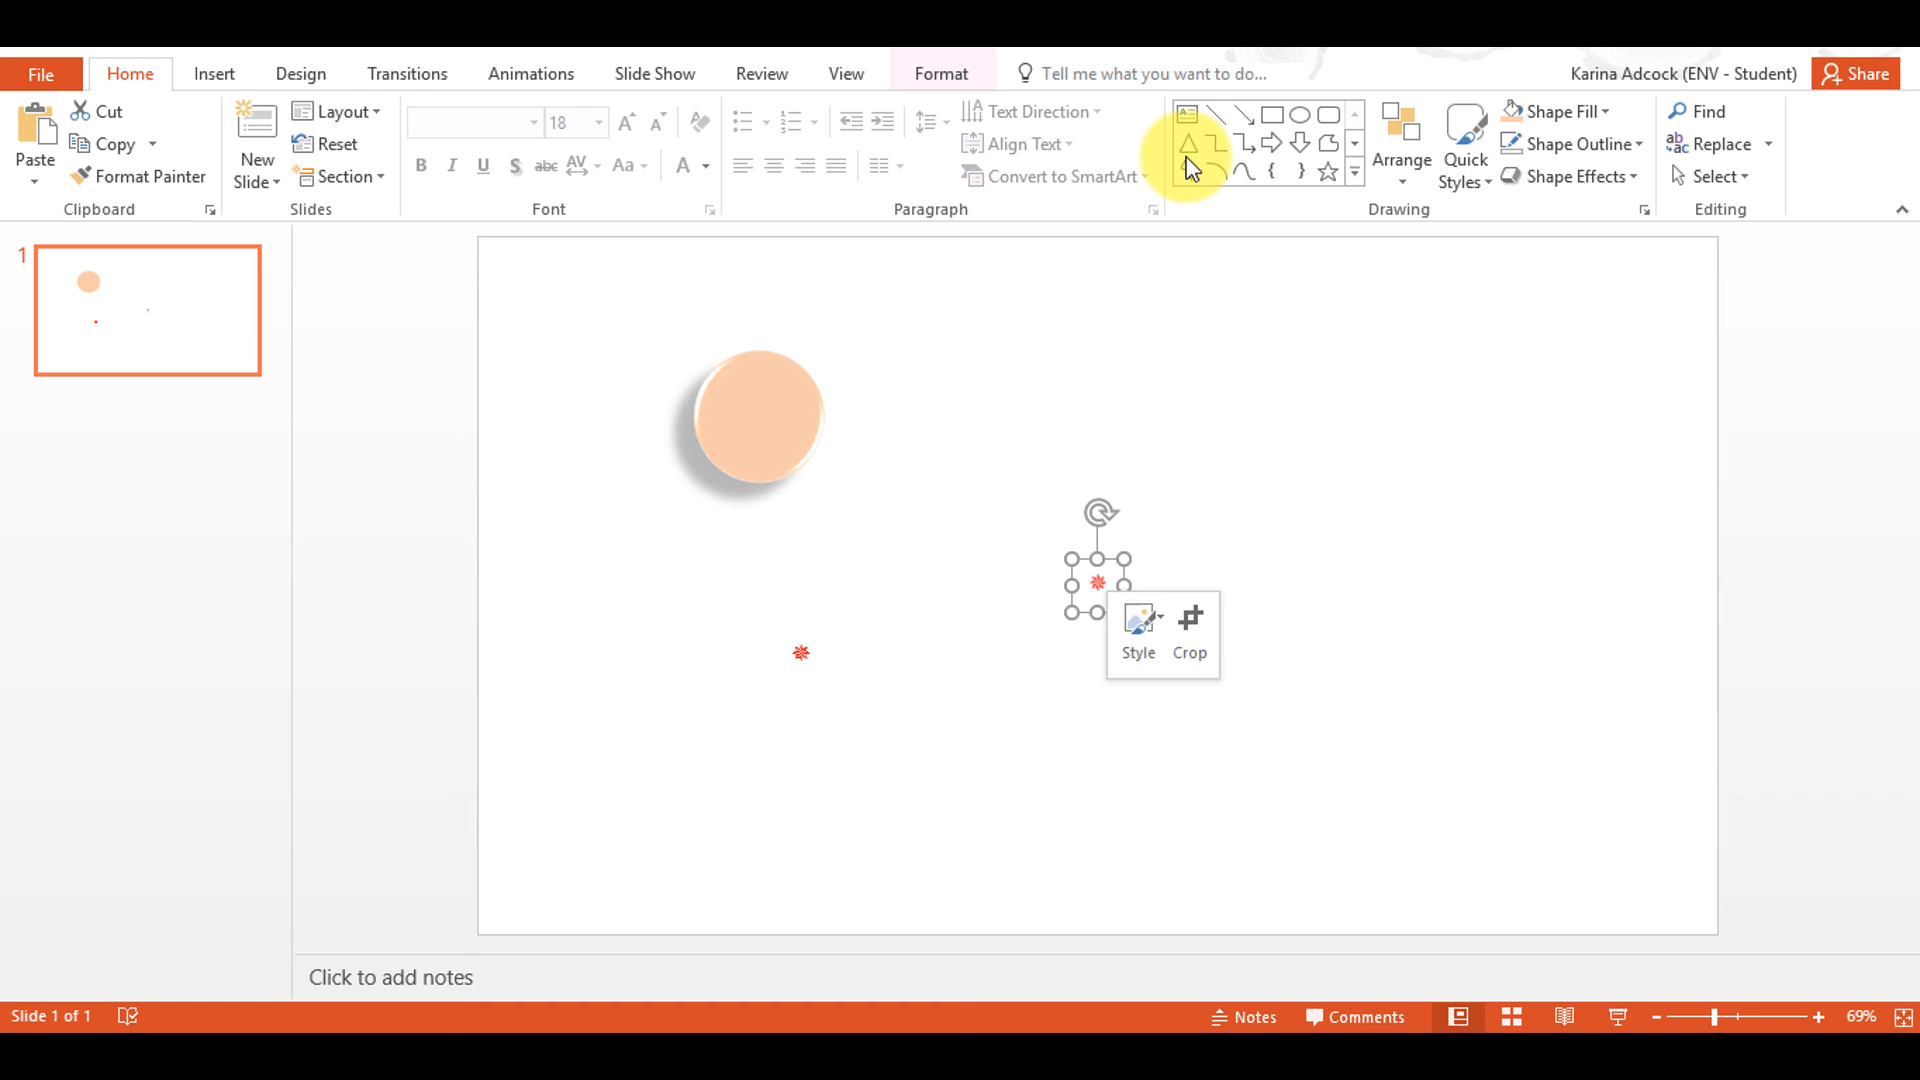 File Home Insert Design Transitions Animations Slide Show Review View Format Tell me what you want to do... Karina Adcock (ENV - Student) Share
Cut Layout 18 Text Direction Shape Fill Find
Paste Copy New Slide Reset Align Text Arrange Quick Styles Shape Outline Replace
Format Painter Section B I U S abc AV Aa A Convert to SmartArt Shape Effects Select
Clipboard Slides Font Paragraph Drawing Editing
1
Style Crop
Click to add notes
Slide 1 of 1 Notes Comments 69%